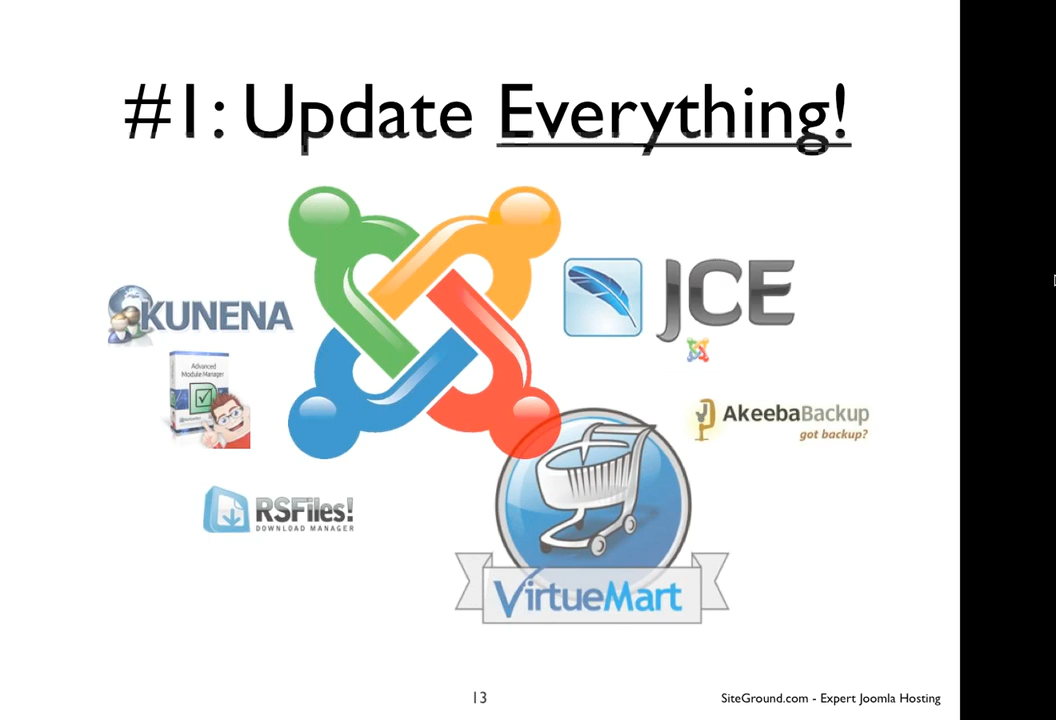 #1: Update Everything!
KUNENA
JCE
Advanced
Module Manager
AkeebaBackup
got backup?
RSFiles!
DOWNLOAD MANAGER
VirtueMart
13
SiteGround.com - Expert Joomla Hosting